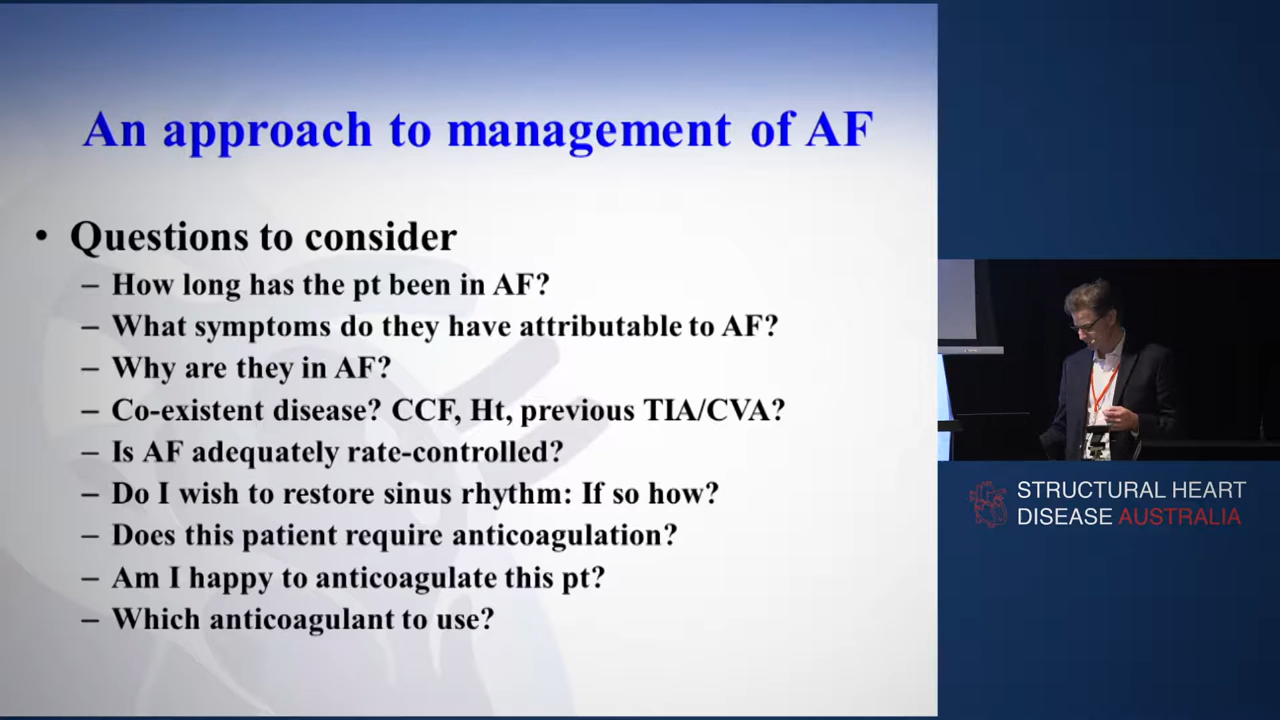 An approach to management of AF
• Questions to consider
– How long has the pt been in AF?
– What symptoms do they have attributable to AF?
– Why are they in AF?
– Co-existent disease? CCF, Ht, previous TIA/CVA?
– Is AF adequately rate-controlled?
– Do I wish to restore sinus rhythm: If so how?
– Does this patient require anticoagulation?
– Am I happy to anticoagulate this pt?
– Which anticoagulant to use?
STRUCTURAL HEART
DISEASE AUSTRALIA